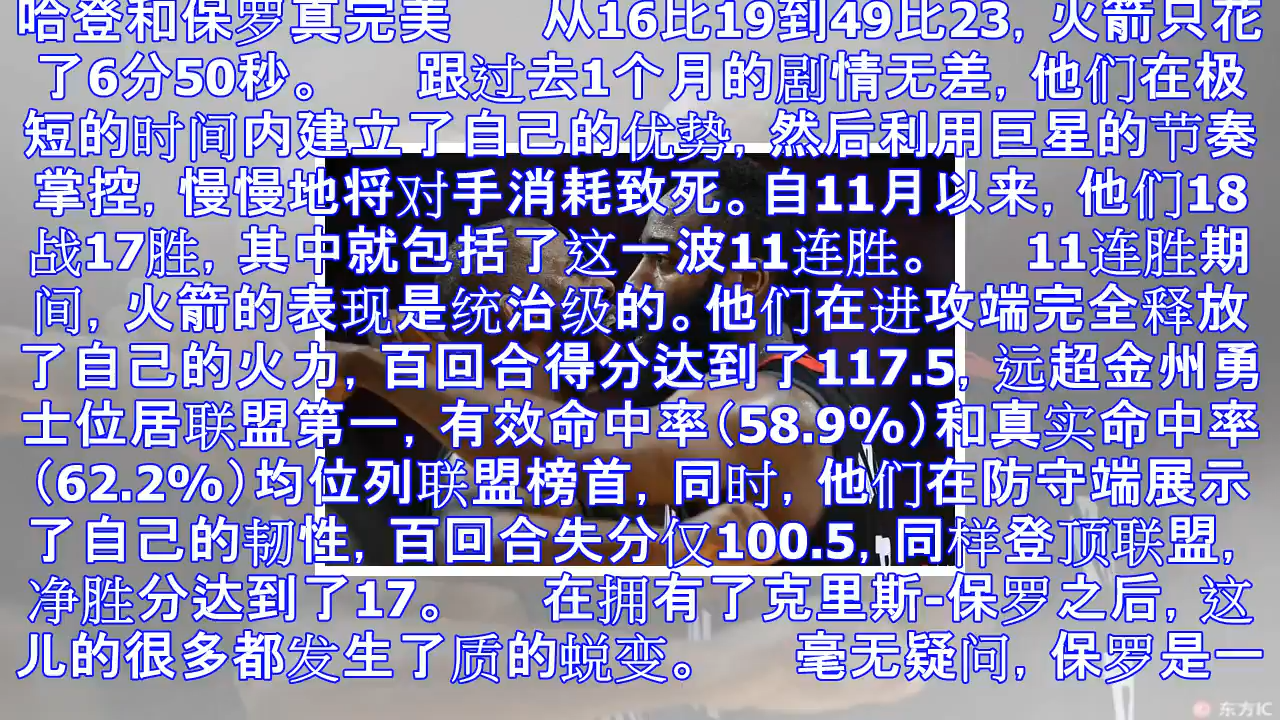 哈登和保罗真完美　　从16比19到49比23, 火箭只花
了6分50秒。　　跟过去1个月的剧情无差, 他们在极
短的时间内建立了自己的优势, 然后利用巨星的节奏
掌控, 慢慢地将对手消耗致死。自11月以来, 他们18
战17胜, 其中就包括了这一波11连胜。　　11连胜期
间, 火箭的表现是统治级的。他们在进攻端完全释放
了自己的火力, 百回合得分达到了117.5, 远超金州勇
士位居联盟第一, 有效命中率(58.9%)和真实命中率
(62.2%)均位列联盟榜首, 同时, 他们在防守端展示
了自己的韧性, 百回合失分仅100.5, 同样登顶联盟,
净胜分达到了17。　　在拥有了克里斯-保罗之后, 这
儿的很多都发生了质的蜕变。　　毫无疑问, 保罗是一
东方IC